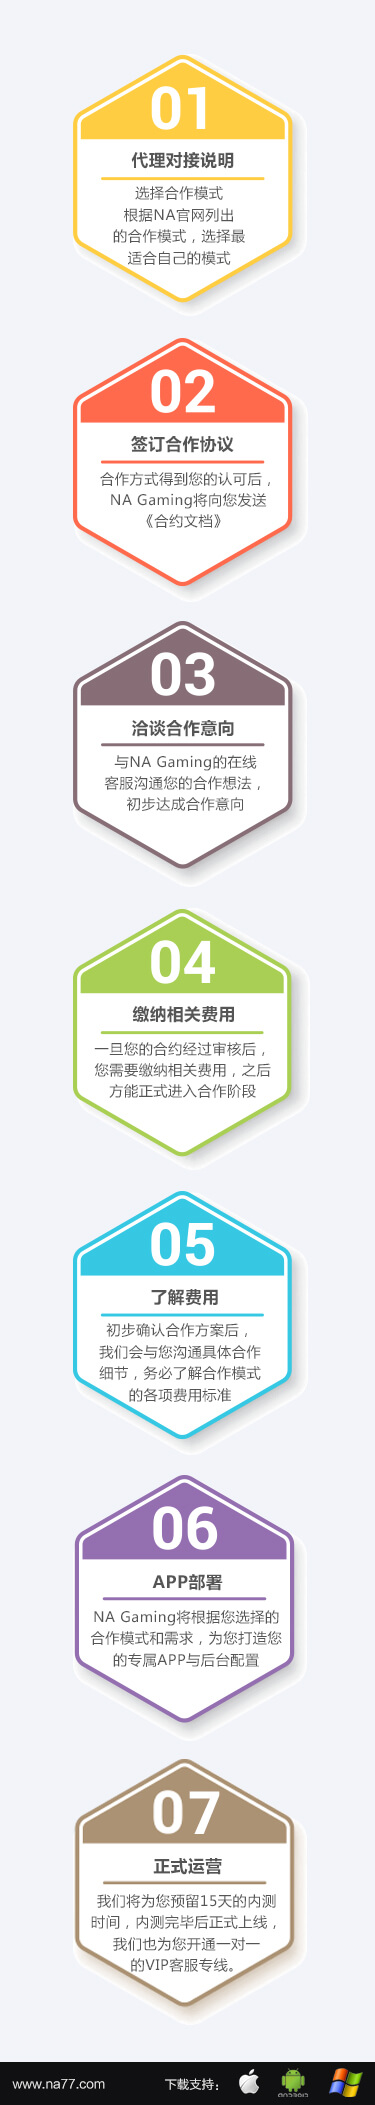 01
代理对接说明
选择合作模式
根据NA官网列出
的合作模式，选择最
适合自己的模式
02
签订合作协议
合作方式得到您的认可后，
NA Gaming将向您发送
《合约文档》
03
洽谈合作意向
与NA Gaming的在线
客服沟通您的合作想法，
初步达成合作意向
04
缴纳相关费用
一旦您的合约经过审核后，
您需要缴纳相关费用，之后
方能正式进入合作阶段
05
了解费用
初步确认合作方案后，
我们会与您沟通具体合作
细节，务必了解合作模式
的各项费用标准
06
APP部署
NA Gaming将根据您选择的
合作模式和需求，为您打造您
的专属APP与后台配置
07
正式运营
我们将为您预留15天的内测
时间，内测完毕后正式上线，
我们也为您开通一对一
的VIP客服专线。
www.na77.com
下载支持：
ANDROID